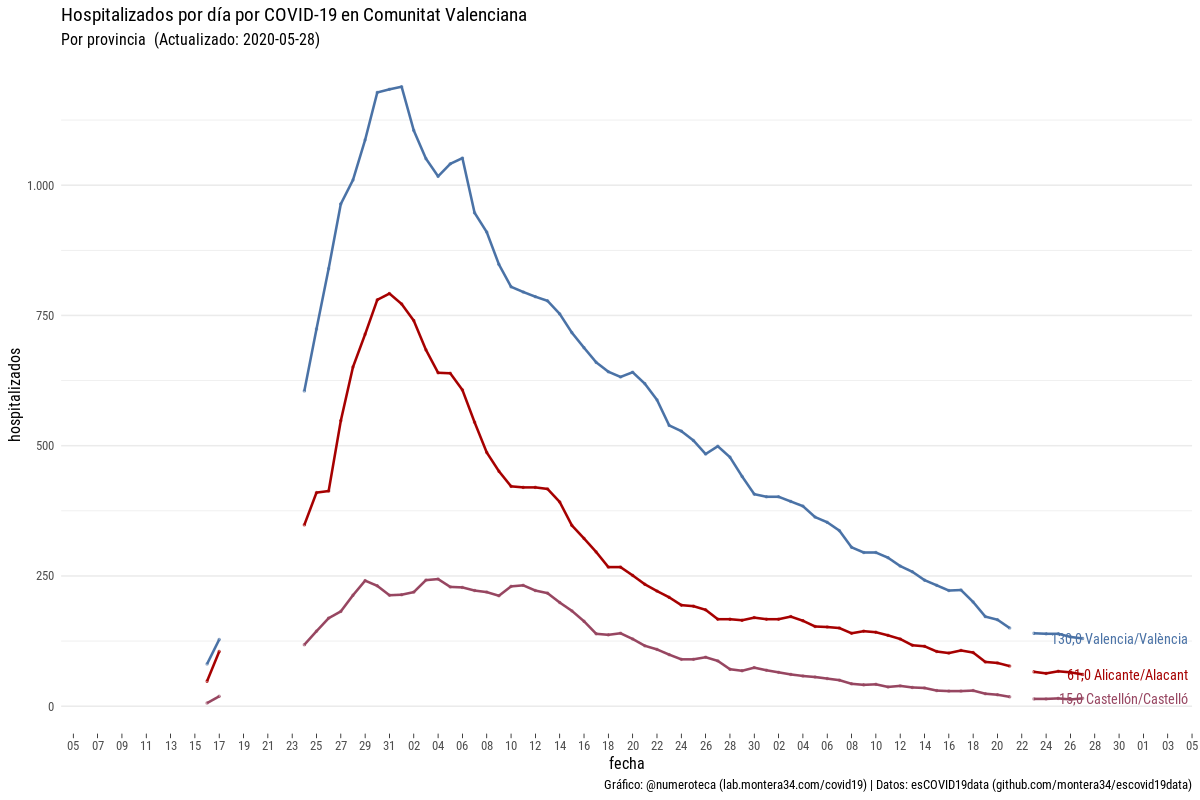 Hospitalizados por día por COVID-19 en Comunitat Valenciana
Por provincia (Actualizado: 2020-05-28)
hospitalizados
1.000
750
500
250
0
130,0 Valencia/València
61,0 Alicante/Alacant
15,0 Castellón/Castelló
05 07 09 11 13 15 17 19 21 23 25 27 29 31 02 04 06 08 10 12 14 16 18 20 22 24 26 28 30 02 04 06 08 10 12 14 16 18 20 22 24 26 28 30 01 03 05
fecha
Gráfico: @numeroteca (lab.montera34.com/covid19) | Datos: esCOVID19data (github.com/montera34/escovid19data)